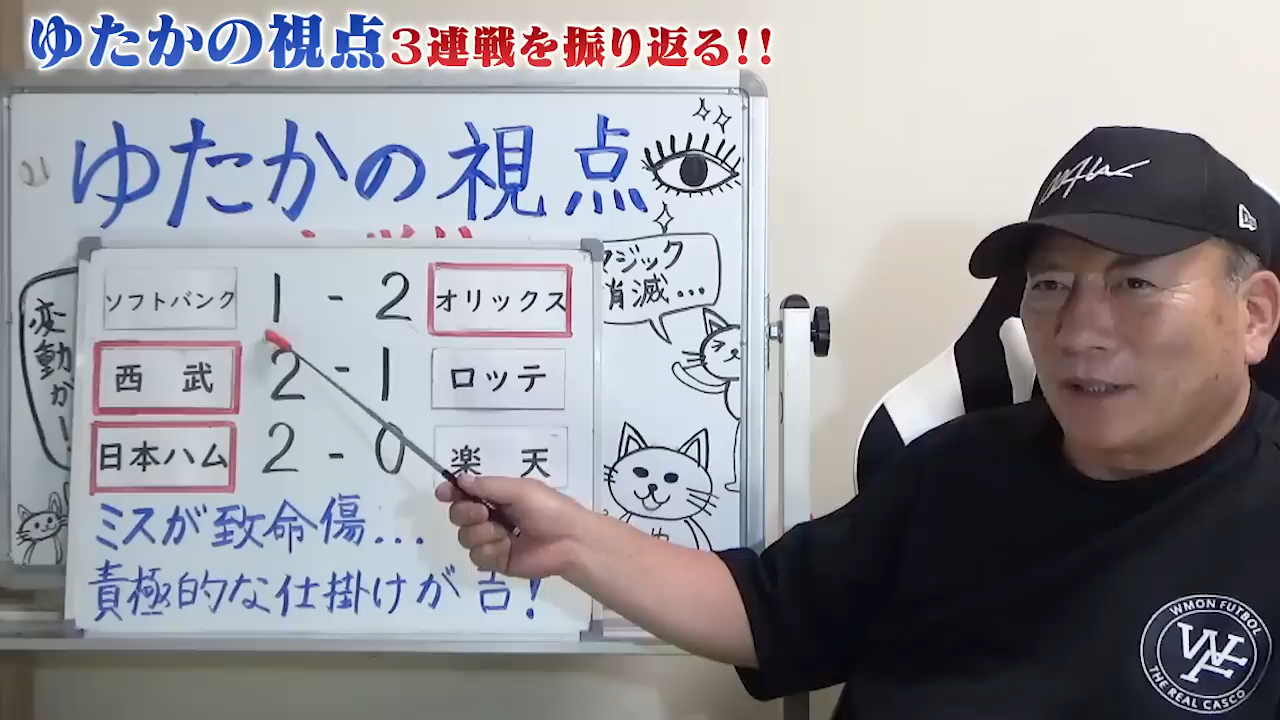 ゆたかの視点 3連戦を振り返る!!
ゆたかの視点
マジック
消滅…
変動が!
ソフトバンク 1 - 2 オリックス
西武 2 - 1 ロッテ
日本ハム 2 - 0 楽天
ミスが致命傷…
責極的な仕掛けが吉!
WMON FUTBOL
WF
THE REAL CASCO